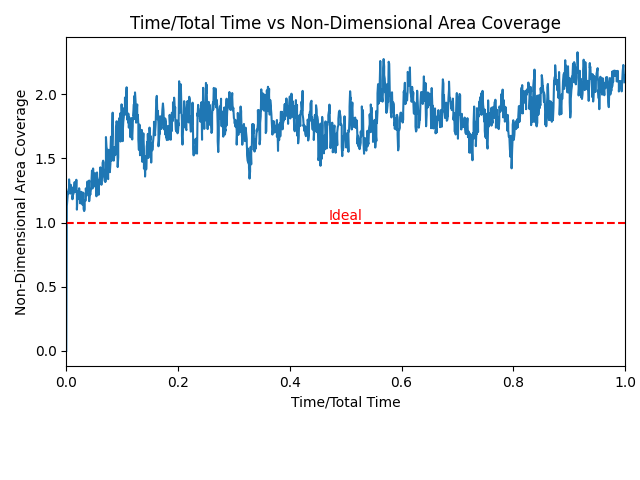 Time/Total Time vs Non-Dimensional Area Coverage
Non-Dimensional Area Coverage
2.0
1.5
1.0
0.5
0.0
Ideal
0.0 0.2 0.4 0.6 0.8 1.0
Time/Total Time